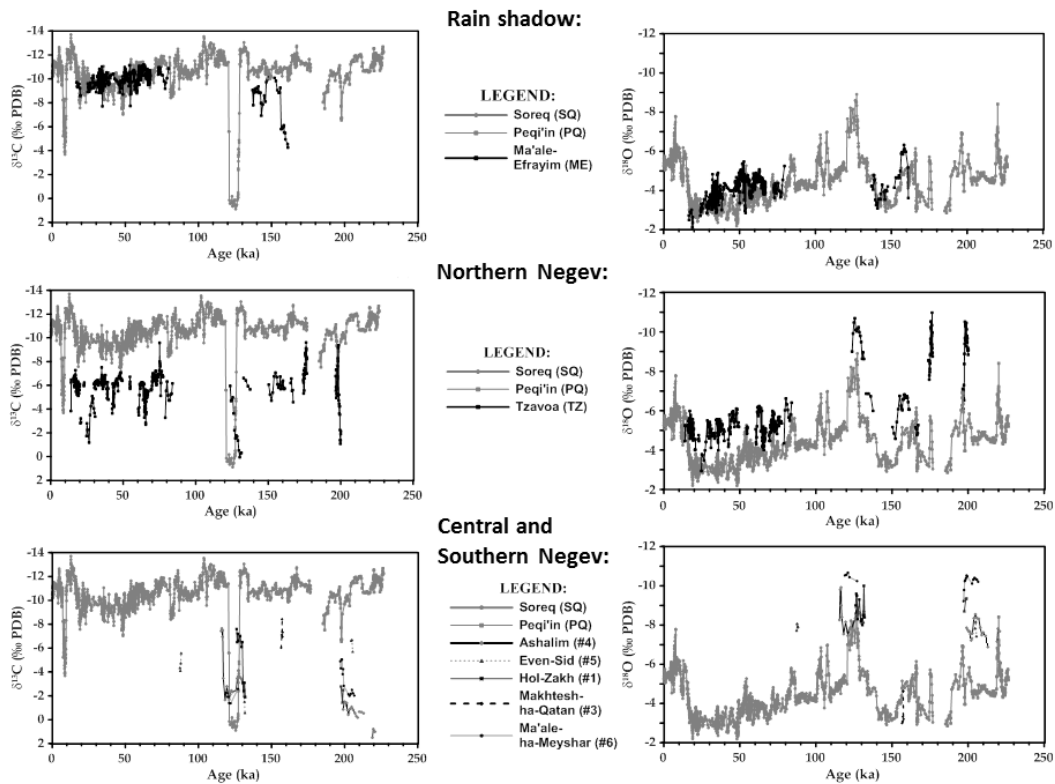 Rain shadow:
-14
-12
-10
-8
-6
-4
-2
0
2
δ¹³C (‰ PDB)
0 50 100 150 200 250
Age (ka)
LEGEND:
Soreq (SQ)
Peqi'in (PQ)
Ma'ale-
Efrayim (ME)
-12
-10
-8
-6
-4
-2
δ¹⁸O (‰ PDB)
0 50 100 150 200 250
Age (ka)
Northern Negev:
-14
-12
-10
-8
-6
-4
-2
0
2
δ¹³C (‰ PDB)
0 50 100 150 200 250
Age (ka)
LEGEND:
Soreq (SQ)
Peqi'in (PQ)
Tzavoa (TZ)
-12
-10
-8
-6
-4
-2
δ¹⁸O (‰ PDB)
0 50 100 150 200 250
Age (ka)
Central and
Southern Negev:
-14
-12
-10
-8
-6
-4
-2
0
2
δ¹³C (‰ PDB)
0 50 100 150 200 250
Age (ka)
LEGEND:
Soreq (SQ)
Peqi'in (PQ)
Ashalim (#4)
Even-Sid (#5)
Hol-Zakh (#1)
Makhtesh-
ha-Qatan (#3)
Ma'ale-
ha-Meyshar (#6)
-12
-10
-8
-6
-4
-2
δ¹⁸O (‰ PDB)
0 50 100 150 200 250
Age (ka)